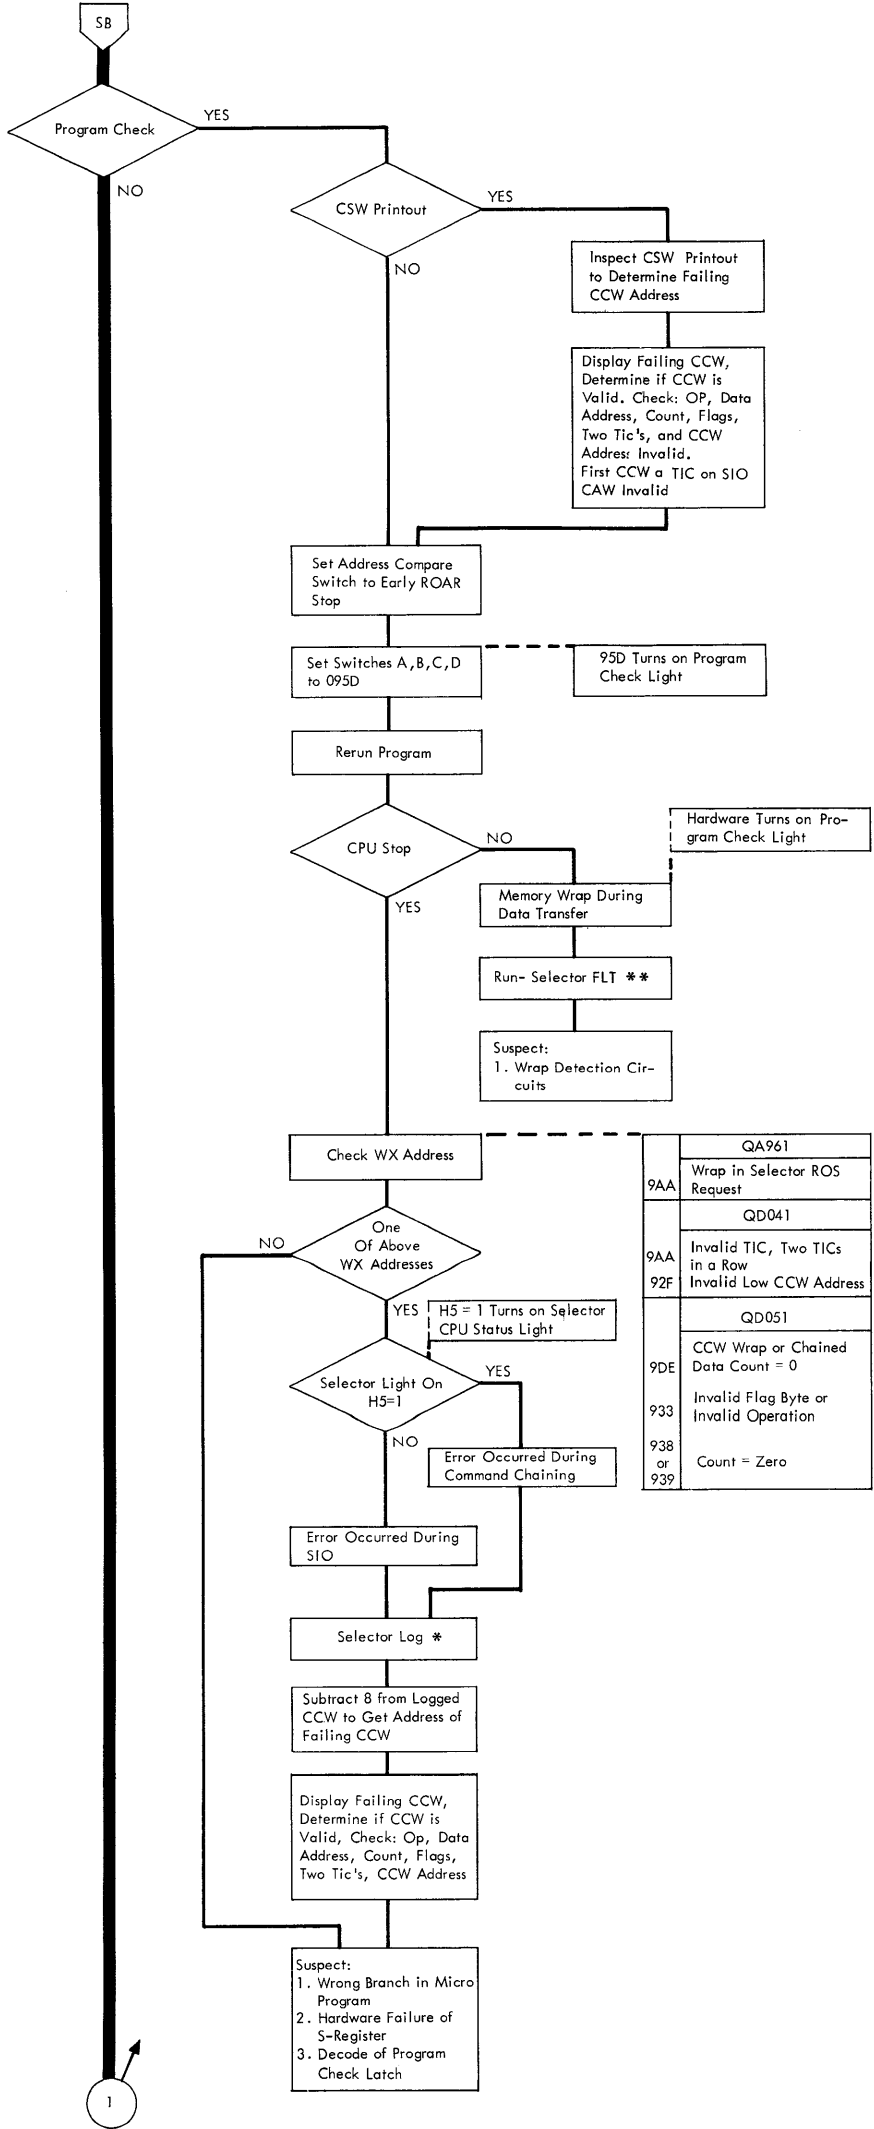 SB
Program Check
YES
NO
CSW Printout
YES
NO
Inspect CSW Printout
to Determine Failing
CCW Address
Display Failing CCW,
Determine if CCW is
Valid. Check: OP, Data
Address, Count, Flags,
Two Tic's, and CCW
Address Invalid.
First CCW a TIC on SIO
CAW Invalid
Set Address Compare
Switch to Early ROAR
Stop
Set Switches A,B,C,D
to 095D
95D Turns on Program
Check Light
Rerun Program
CPU Stop
NO
YES
Hardware Turns on Pro-
gram Check Light
Memory Wrap During
Data Transfer
Run- Selector FLT **
Suspect:
1. Wrap Detection Cir-
cuits
Check WX Address
QA961
9AA Wrap in Selector ROS
Request
QD041
9AA Invalid TIC, Two TICs
in a Row
92F Invalid Low CCW Address
QD051
9DE CCW Wrap or Chained
Data Count = 0
933 Invalid Flag Byte or
Invalid Operation
938
or
939
Count = Zero
One
Of Above
WX Addresses
NO
YES
H5 = 1 Turns on Selector
CPU Status Light
Selector Light On
H5=1
YES
NO
Error Occurred During
Command Chaining
Error Occurred During
SIO
Selector Log *
Subtract 8 from Logged
CCW to Get Address of
Failing CCW
Display Failing CCW,
Determine if CCW is
Valid, Check: Op, Data
Address, Count, Flags,
Two Tic's, CCW Address
Suspect:
1. Wrong Branch in Micro
Program
2. Hardware Failure of
S-Register
3. Decode of Program
Check Latch
1